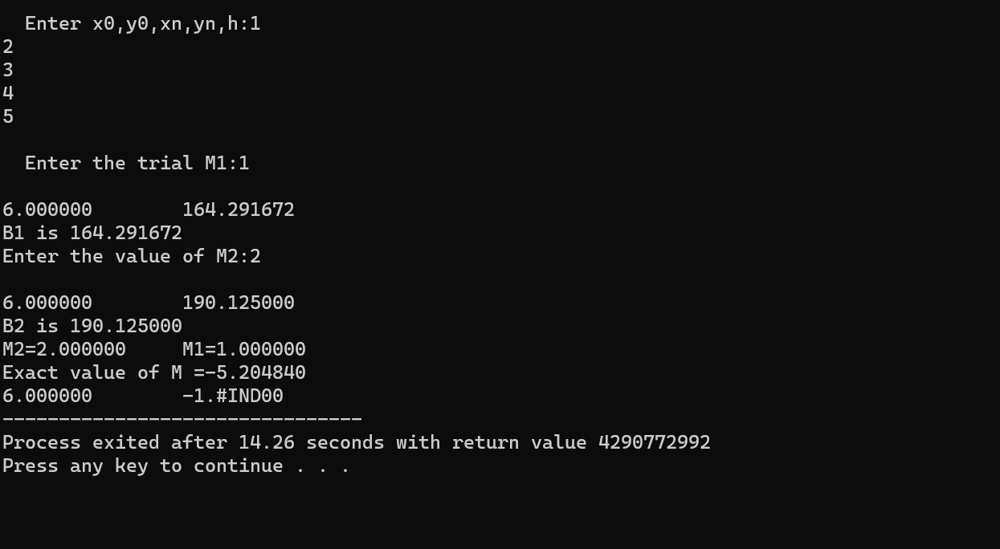 Enter x0,y0,xn,yn,h:1
2
3
4
5
Enter the trial M1:1
6.000000        164.291672
B1 is 164.291672
Enter the value of M2:2
6.000000        190.125000
B2 is 190.125000
M2=2.000000     M1=1.000000
Exact value of M =-5.204840
6.000000        -1.#IND00
--------------------------------
Process exited after 14.26 seconds with return value 4290772992
Press any key to continue . . .